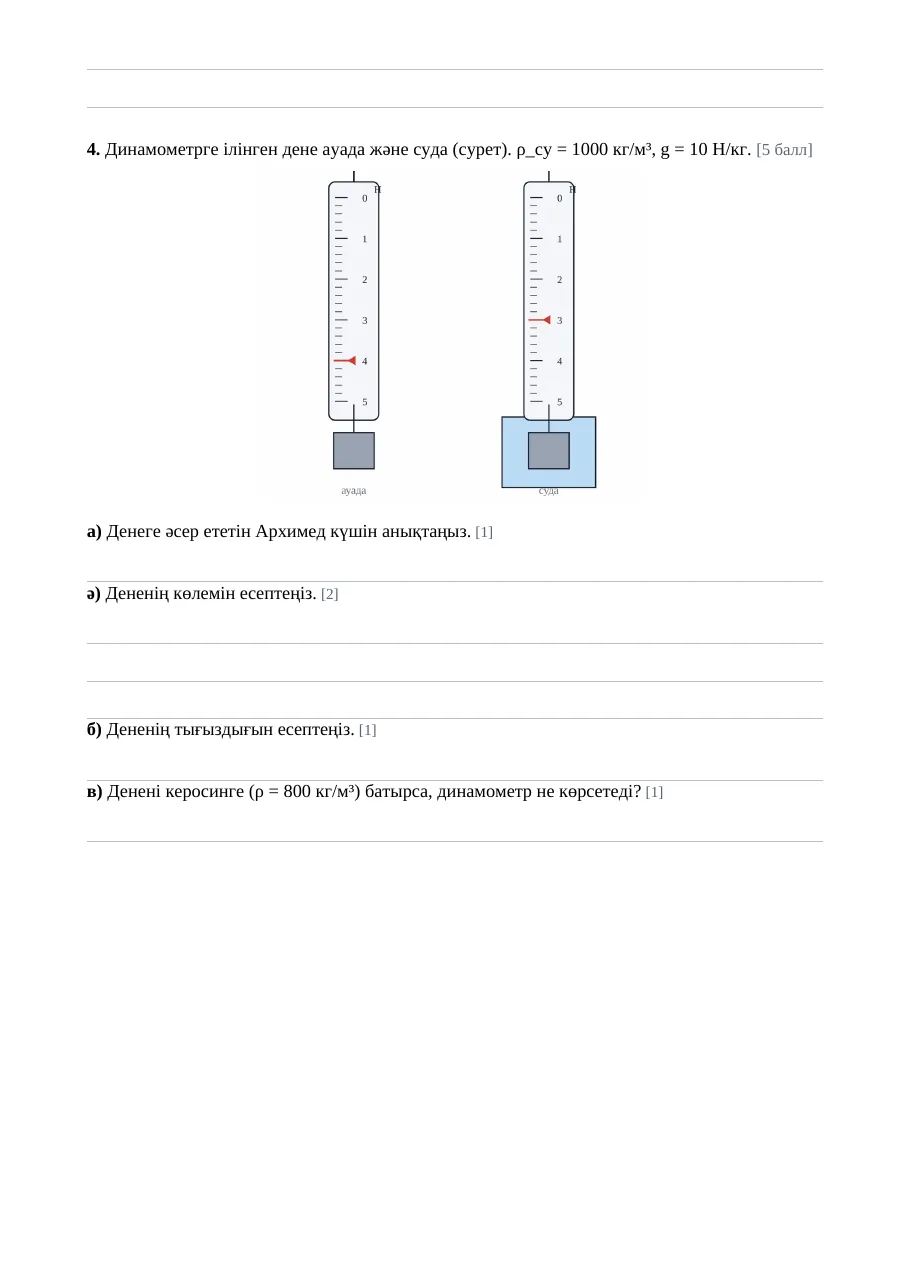 4. Динамометрге ілінген дене ауада және суда (сурет). ρ_су = 1000 кг/м³, g = 10 Н/кг. [5 балл]
Н Н
0 0
1 1
2 2
3 3
4 4
5 5
ауада суда
а) Денеге әсер ететін Архимед күшін анықтаңыз. [1]
ә) Дененің көлемін есептеңіз. [2]
б) Дененің тығыздығын есептеңіз. [1]
в) Денені керосинге (ρ = 800 кг/м³) батырса, динамометр не көрсетеді? [1]